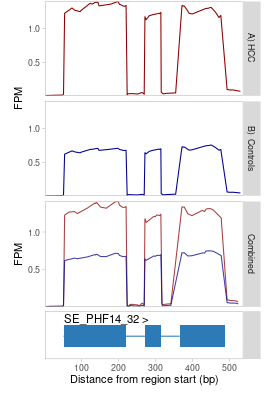 A) HCC
1.0
0.5
B) Controls
1.0
0.5
FPM
Combined
1.0
0.5
FPM
SE_PHF14_32 >
0 100 200 300 400 500
Distance from region start (bp)